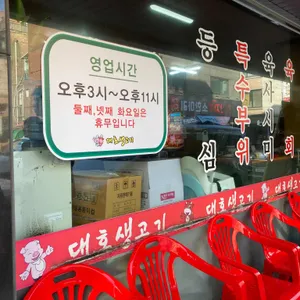 영업시간
오후3시~오후11시
둘째,넷째 화요일은
휴무입니다
등심
특수부위
육사시미
육회
대호생고기
대호생고기
대호생고기